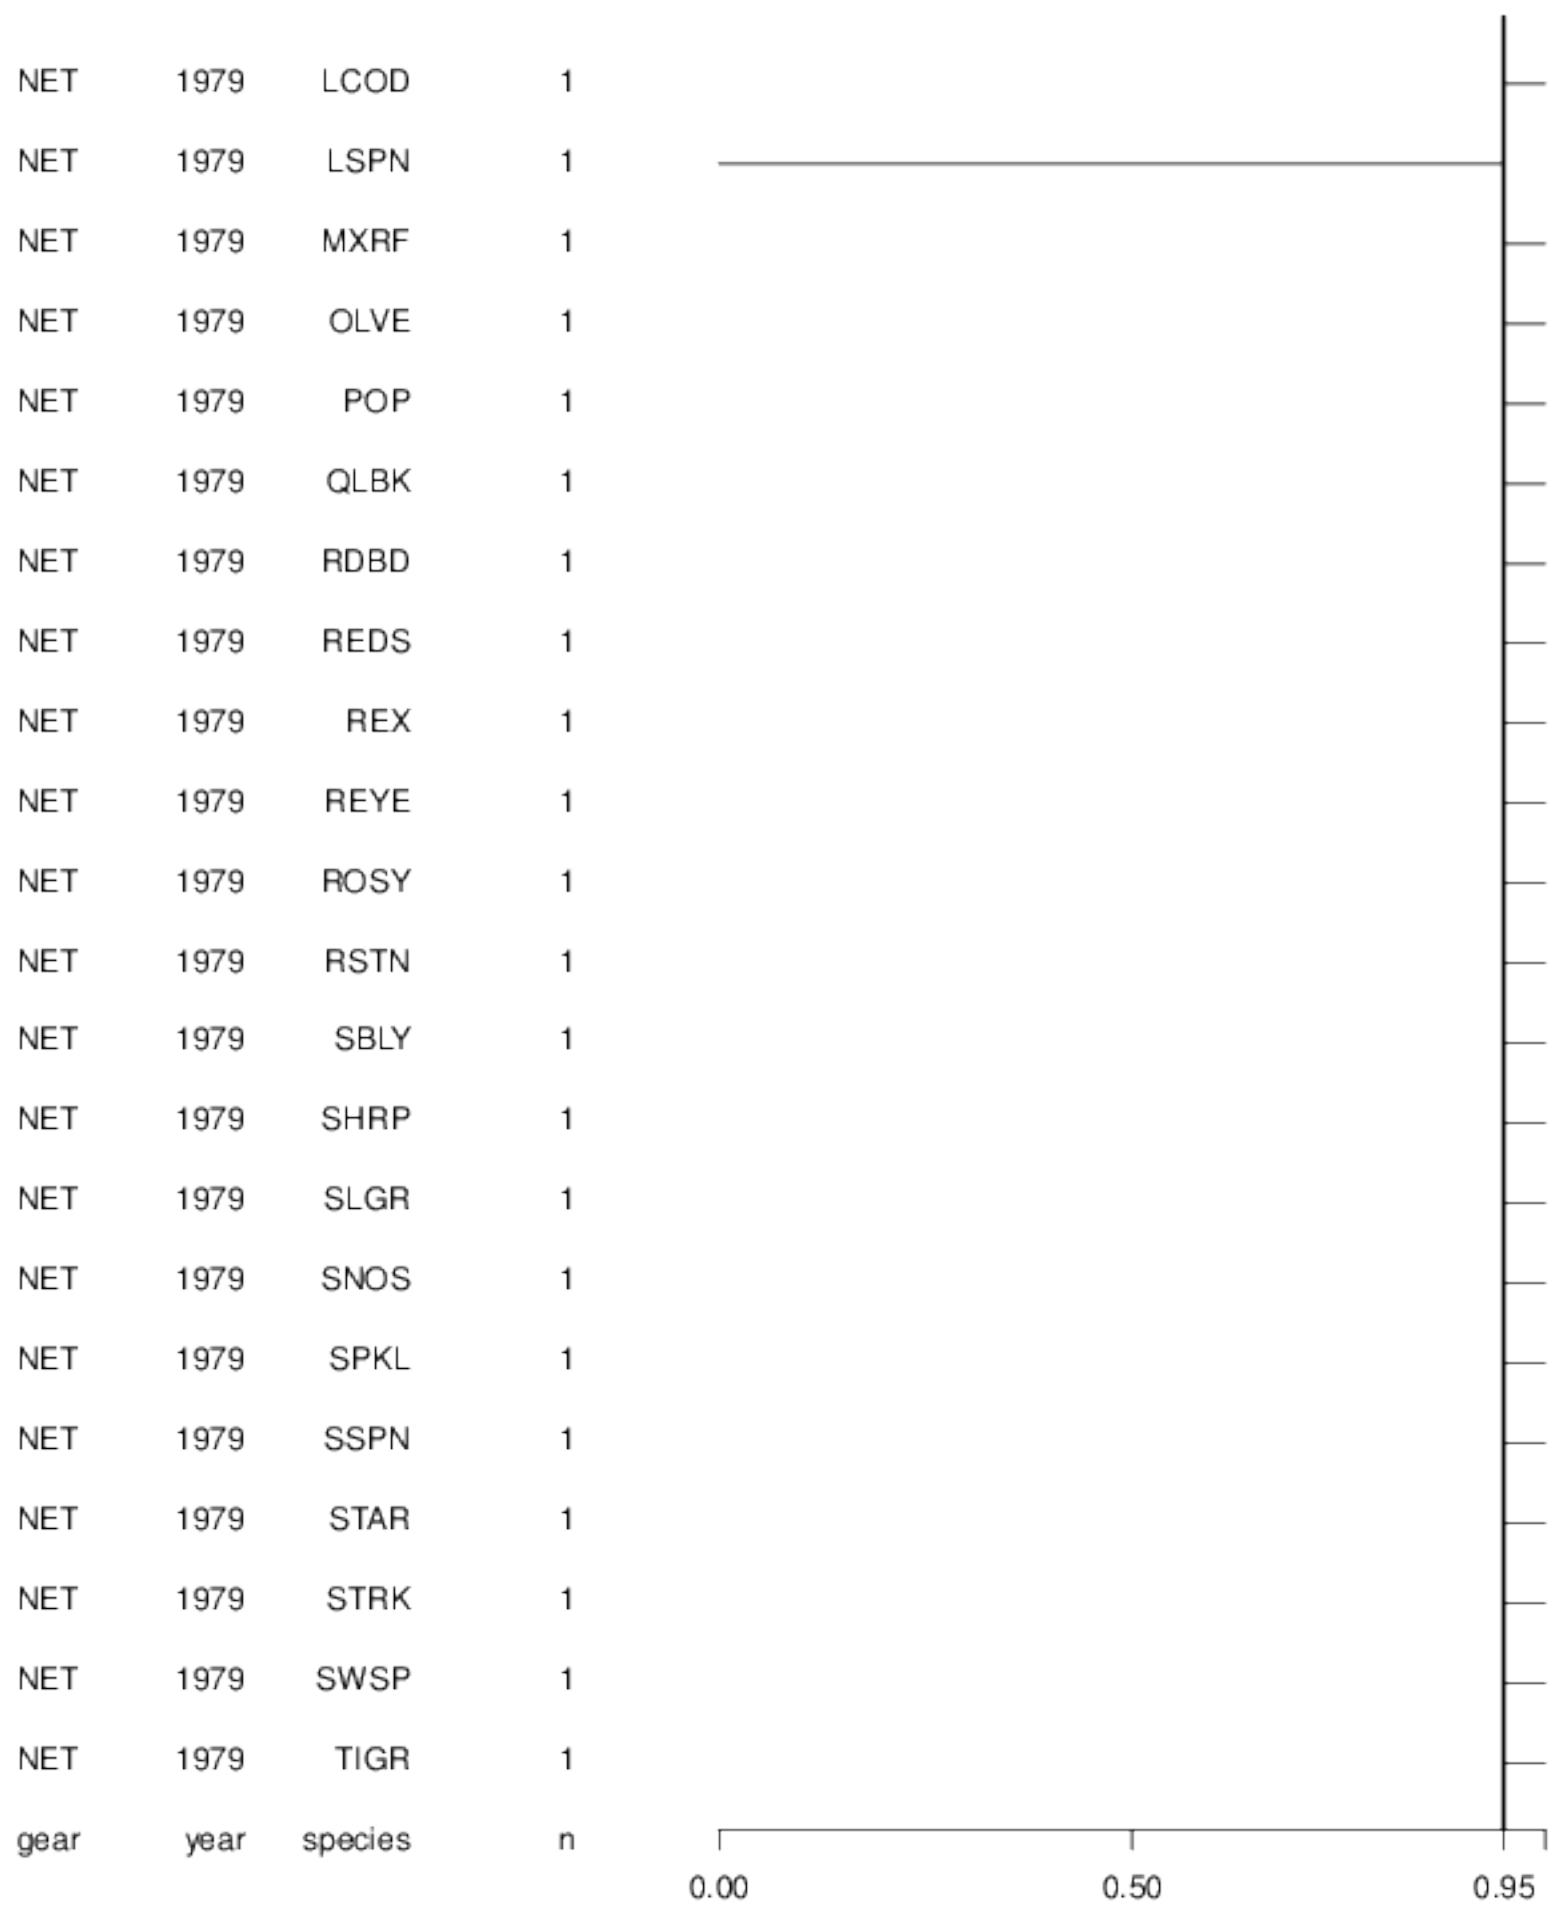 NET 1979 LCOD 1
NET 1979 LSPN 1
NET 1979 MXRF 1
NET 1979 OLVE 1
NET 1979 POP 1
NET 1979 QLBK 1
NET 1979 RDBD 1
NET 1979 REDS 1
NET 1979 REX 1
NET 1979 REYE 1
NET 1979 ROSY 1
NET 1979 RSTN 1
NET 1979 SBLY 1
NET 1979 SHRP 1
NET 1979 SLGR 1
NET 1979 SNOS 1
NET 1979 SPKL 1
NET 1979 SSPN 1
NET 1979 STAR 1
NET 1979 STRK 1
NET 1979 SWSP 1
NET 1979 TIGR 1
gear year species n
0.00 0.50 0.95